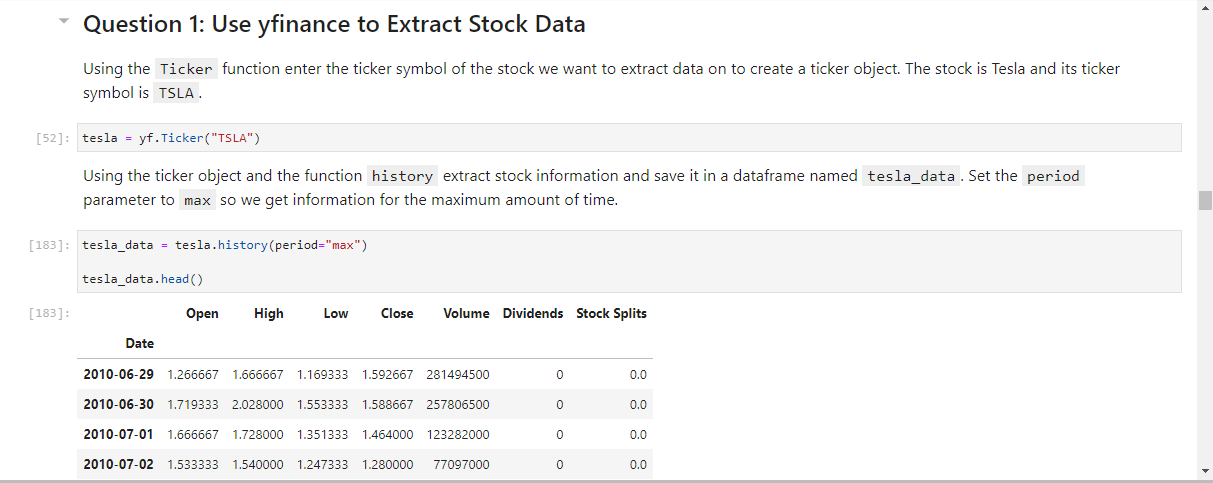 Question 1: Use yfinance to Extract Stock Data
Using the Ticker function enter the ticker symbol of the stock we want to extract data on to create a ticker object. The stock is Tesla and its ticker
symbol is TSLA .
[52]: tesla = yf.Ticker("TSLA")
Using the ticker object and the function history extract stock information and save it in a dataframe named tesla_data . Set the period
parameter to max so we get information for the maximum amount of time.
[183]: tesla_data = tesla.history(period="max")
tesla_data.head()
[183]: Open High Low Close Volume Dividends Stock Splits
Date
2010-06-29 1.266667 1.666667 1.169333 1.592667 281494500 0 0.0
2010-06-30 1.719333 2.028000 1.553333 1.588667 257806500 0 0.0
2010-07-01 1.666667 1.728000 1.351333 1.464000 123282000 0 0.0
2010-07-02 1.533333 1.540000 1.247333 1.280000 77097000 0 0.0